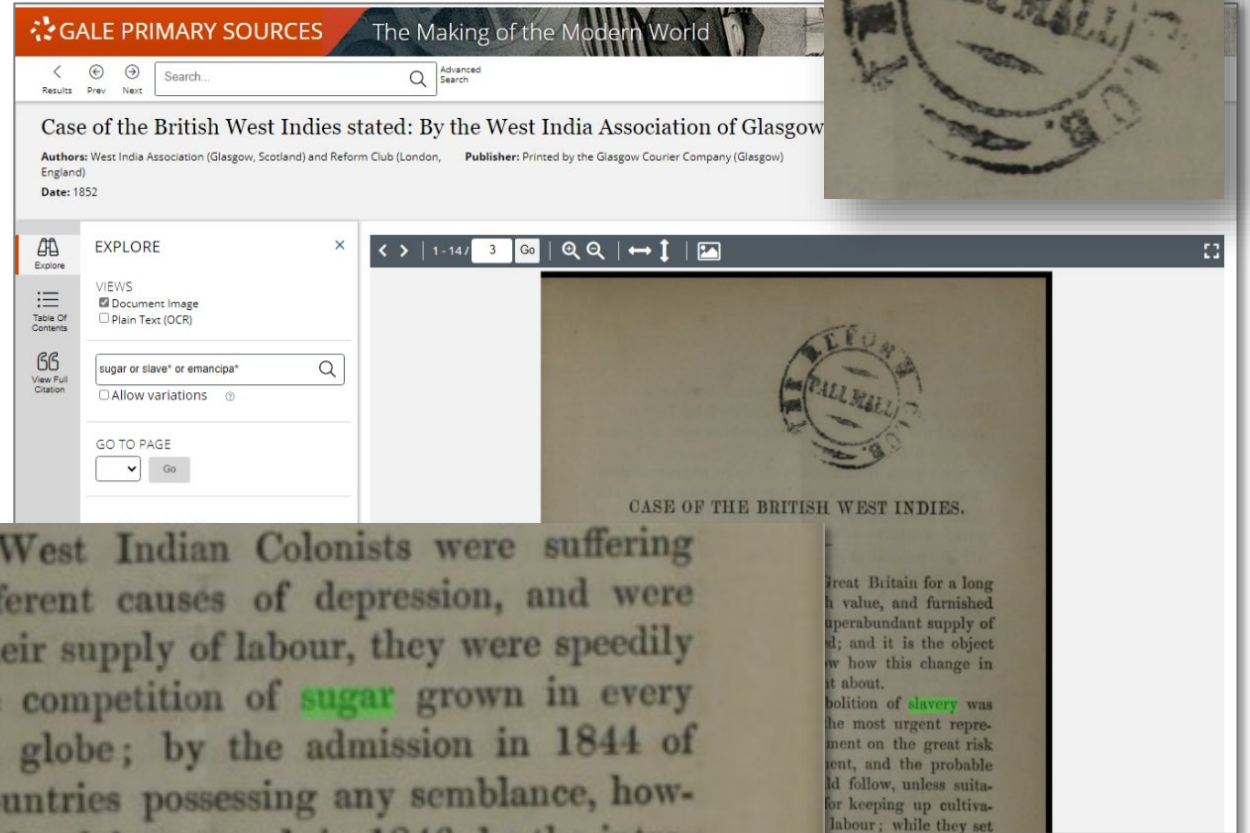 GALE PRIMARY SOURCES
The Making of the Modern World
Results
Prev
Next
Search...
Advanced Search
Case of the British West Indies stated: By the West India Association of Glasgow
Authors: West India Association (Glasgow, Scotland) and Reform Club (London, England)
Publisher: Printed by the Glasgow Courier Company (Glasgow)
Date: 1852
PALL MALL
Explore
Table Of Contents
View Full Citation
EXPLORE
×
VIEWS
Document Image
Plain Text (OCR)
sugar or slave* or emancipa*
Allow variations
GO TO PAGE
Go
1 - 14 /
3
Go
THE REFORM CLUB.
PALL MALL
CASE OF THE BRITISH WEST INDIES.
West Indian Colonists were suffering
ferent causes of depression, and were
eir supply of labour, they were speedily
competition of sugar grown in every
globe; by the admission in 1844 of
untries possessing any semblance, how-
Great Britain for a long
h value, and furnished
uperabundant supply of
d; and it is the object
w how this change in
t about.
bolition of slavery was
he most urgent repre-
ment on the great risk
ent, and the probable
ld follow, unless suita-
for keeping up cultiva-
labour; while they set